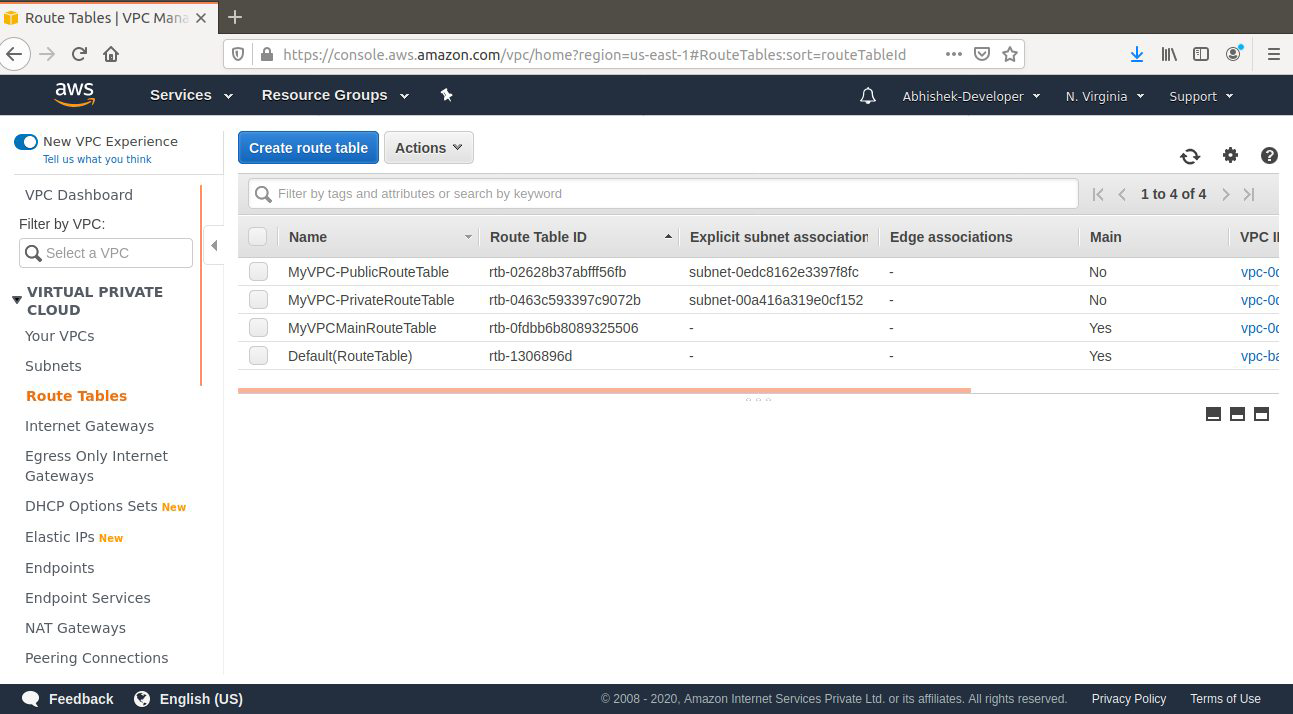 Route Tables | VPC Mana
https://console.aws.amazon.com/vpc/home?region=us-east-1#RouteTables:sort=routeTableId
aws Services Resource Groups Abhishek-Developer N. Virginia Support
New VPC Experience
Tell us what you think
VPC Dashboard
Filter by VPC:
Select a VPC
VIRTUAL PRIVATE
CLOUD
Your VPCs
Subnets
Route Tables
Internet Gateways
Egress Only Internet
Gateways
DHCP Options Sets New
Elastic IPs New
Endpoints
Endpoint Services
NAT Gateways
Peering Connections
Create route table Actions
Filter by tags and attributes or search by keyword 1 to 4 of 4
Name Route Table ID Explicit subnet association Edge associations Main VPC I
MyVPC-PublicRouteTable rtb-02628b37abfff56fb subnet-0edc8162e3397f8fc - No vpc-0c
MyVPC-PrivateRouteTable rtb-0463c593397c9072b subnet-00a416a319e0cf152 - No vpc-0c
MyVPCMainRouteTable rtb-0fdbb6b8089325506 - - Yes vpc-0c
Default(RouteTable) rtb-1306896d - - Yes vpc-ba
Feedback English (US) © 2008 - 2020, Amazon Internet Services Private Ltd. or its affiliates. All rights reserved. Privacy Policy Terms of Use